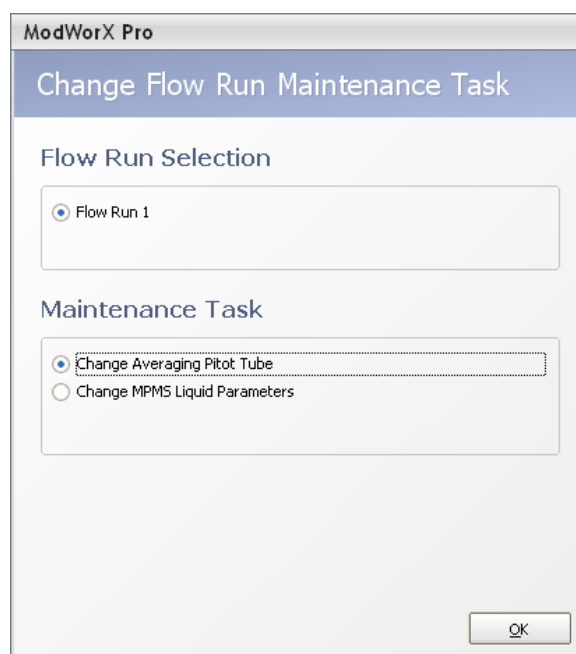 ModWorX Pro
Change Flow Run Maintenance Task
Flow Run Selection
Flow Run 1
Maintenance Task
Change Averaging Pitot Tube
Change MPMS Liquid Parameters
OK